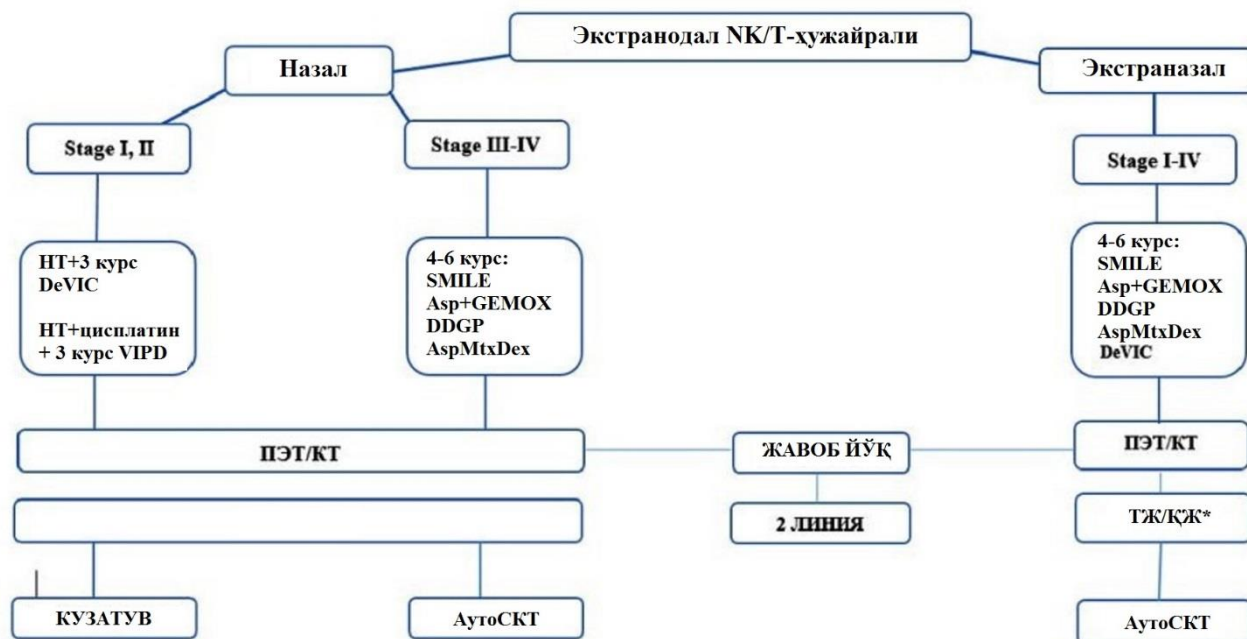 Экстранодал NK/T-ҳужайрали
Назал
Экстраназал
Stage I, II
Stage III-IV
Stage I-IV
НТ+3 курс
DeVIC
НТ+цисплатин
+ 3 курс VIPD
4-6 курс:
SMILE
Asp+GEMOX
DDGP
AspMtxDex
4-6 курс:
SMILE
Asp+GEMOX
DDGP
AspMtxDex
DeVIC
ПЭТ/КТ
ЖАВОБ ЙЎҚ
ПЭТ/КТ
2 ЛИНИЯ
ТЖ/ҚЖ*
КУЗАТУВ
АутоСКТ
АутоСКТ